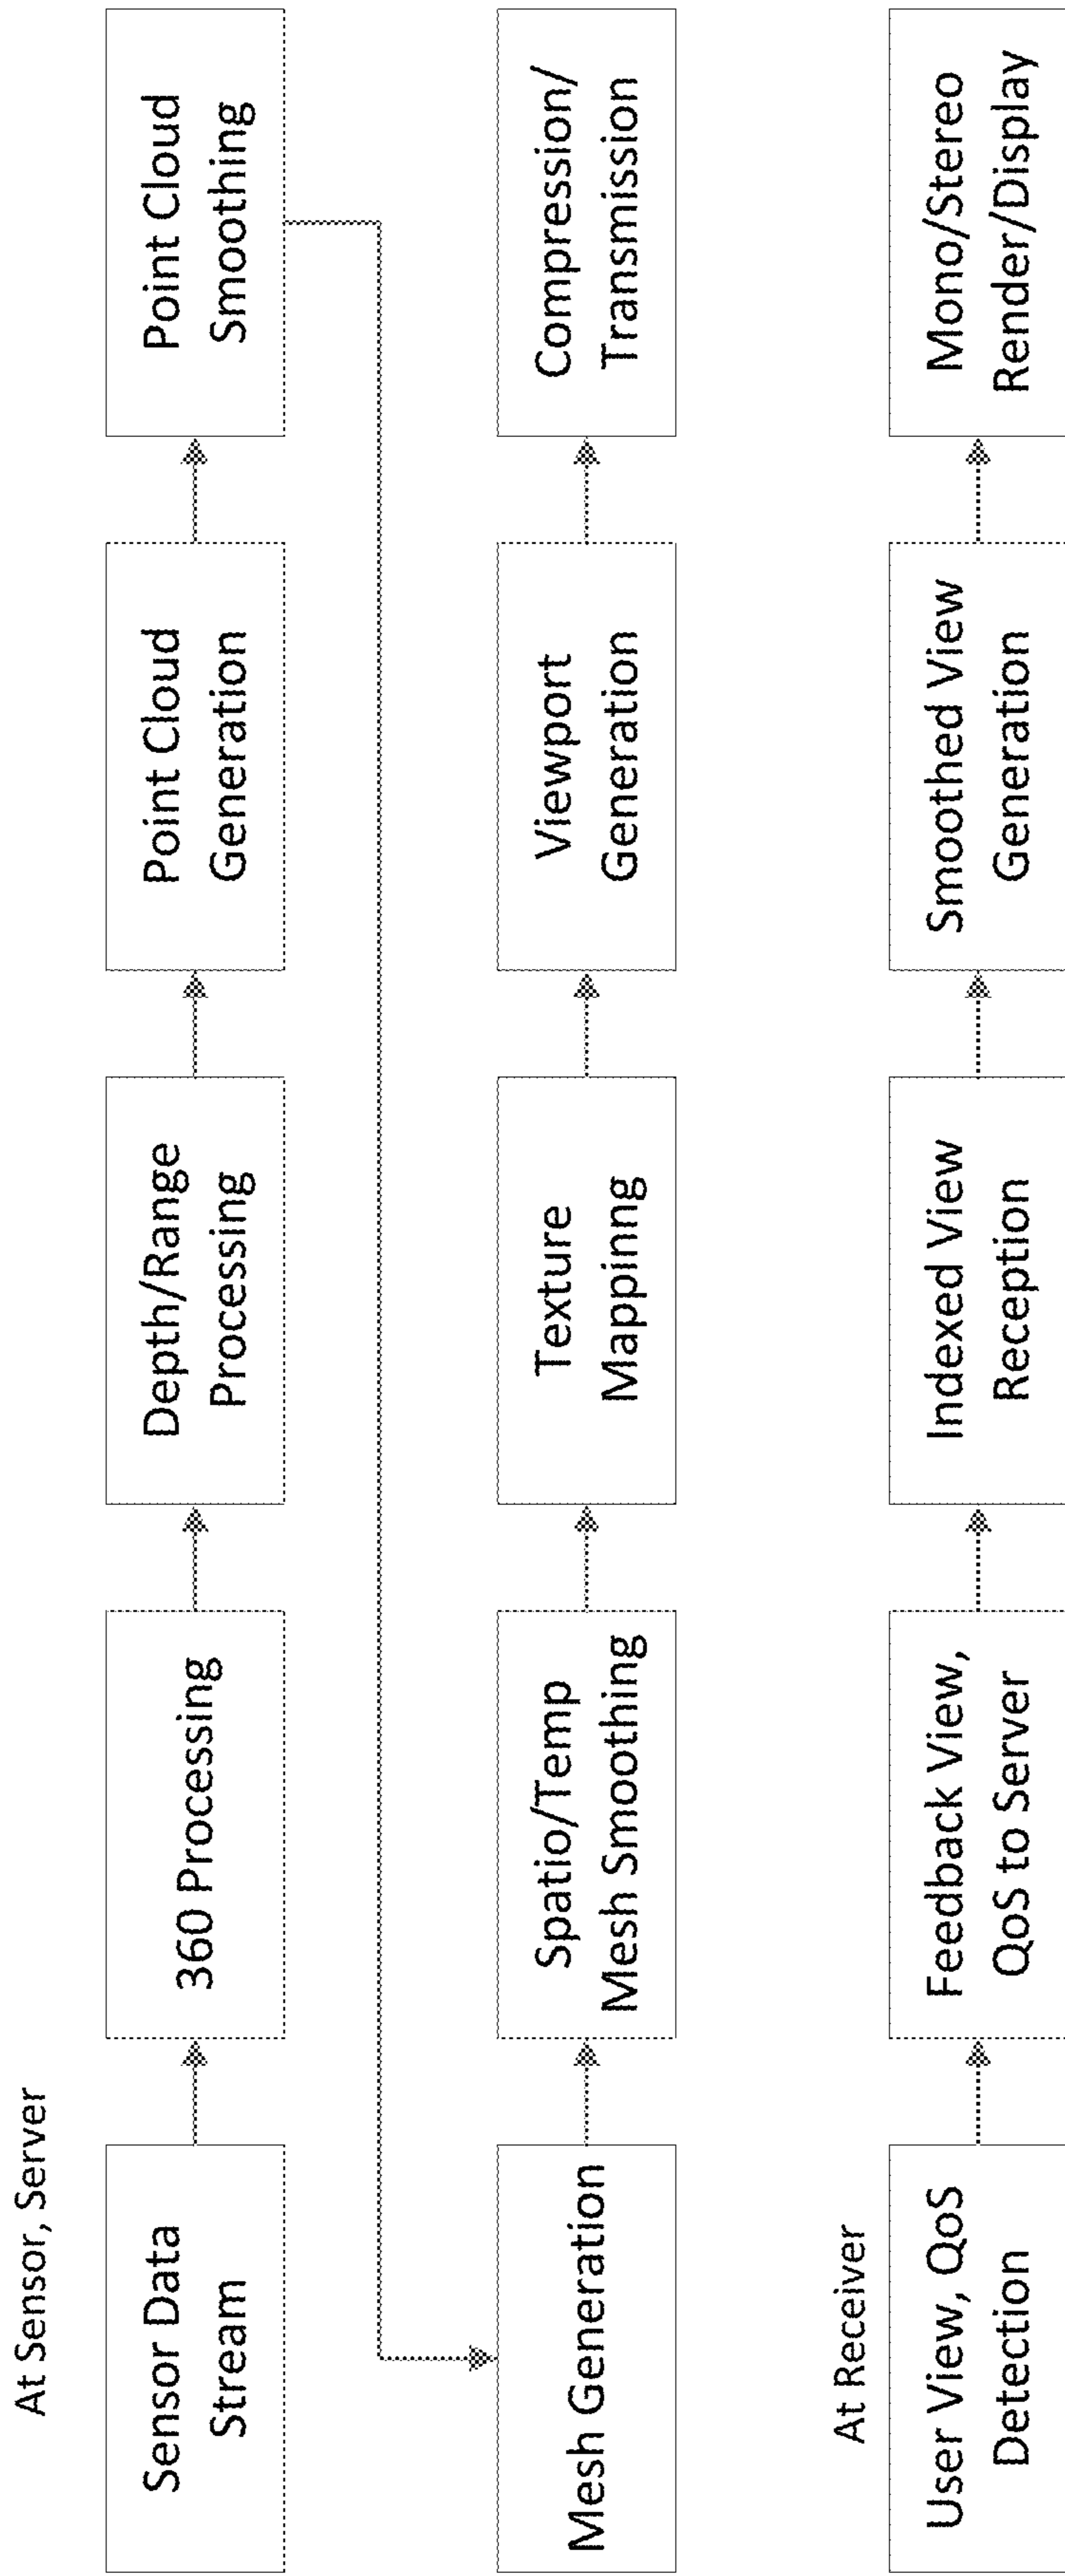 At Sensor, Server
Sensor Data
Stream
360 Processing
Depth/Range
Processing
Point Cloud
Generation
Point Cloud
Smoothing
Mesh Generation
Spatio/Temp
Mesh Smoothing
Texture
Mapping
Viewport
Generation
Compression/
Transmission
At Receiver
User View, QoS
Detection
Feedback View,
QoS to Server
Indexed View
Reception
Smoothed View
Generation
Mono/Stereo
Render/Display